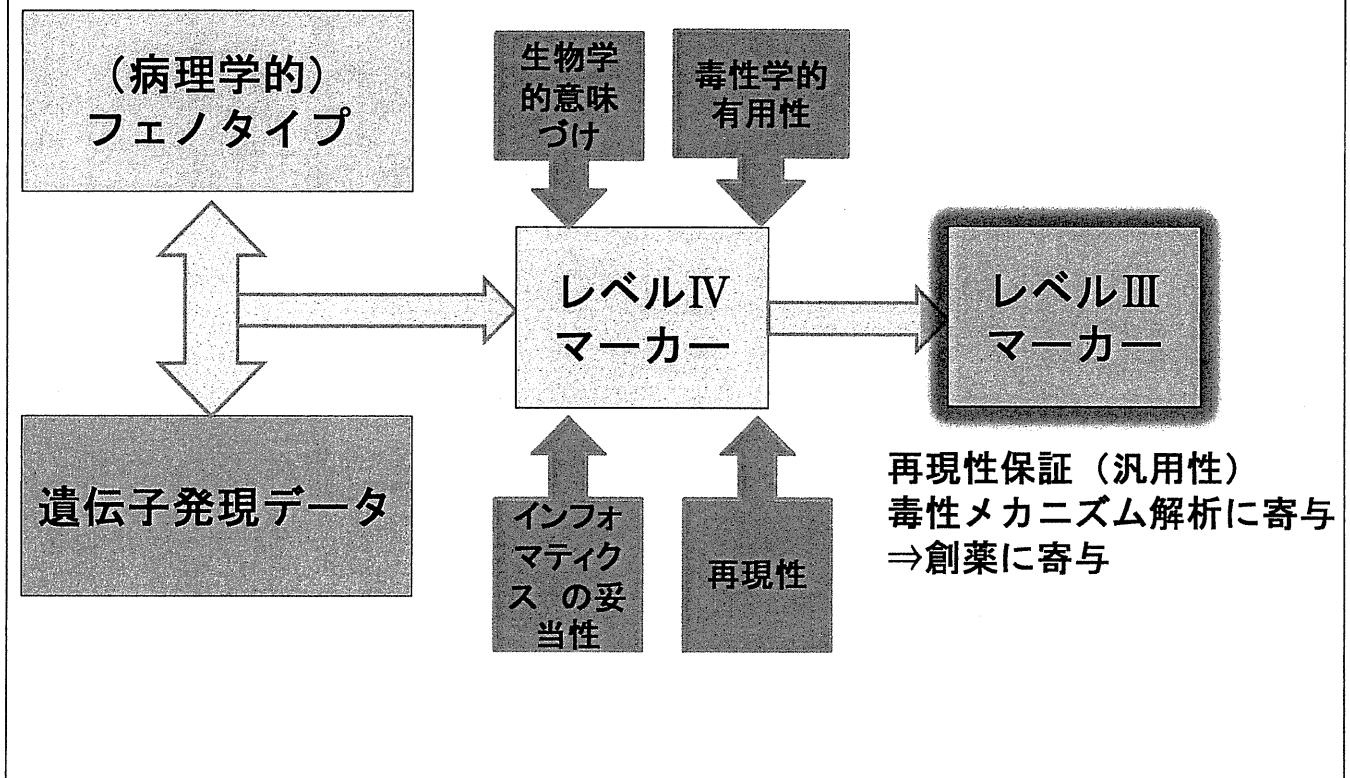 （病理学的）
フェノタイプ
生物学
的意味
づけ
毒性学的
有用性
レベルⅣ
マーカー
レベルⅢ
マーカー
遺伝子発現データ
インフォ
マティク
ス の妥
当性
再現性
再現性保証（汎用性）
毒性メカニズム解析に寄与
⇒創薬に寄与